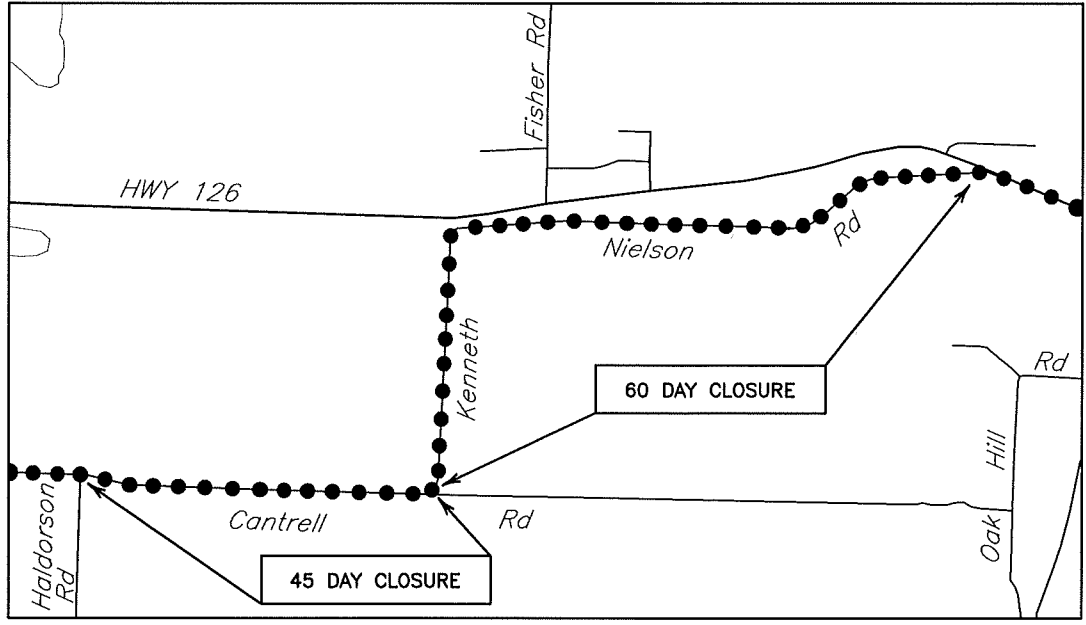 Fisher Rd
HWY 126
Nielson
Rd
Kenneth
60 DAY CLOSURE
Rd
Hill
Oak
Cantrell
Rd
Haldorson
Rd
45 DAY CLOSURE